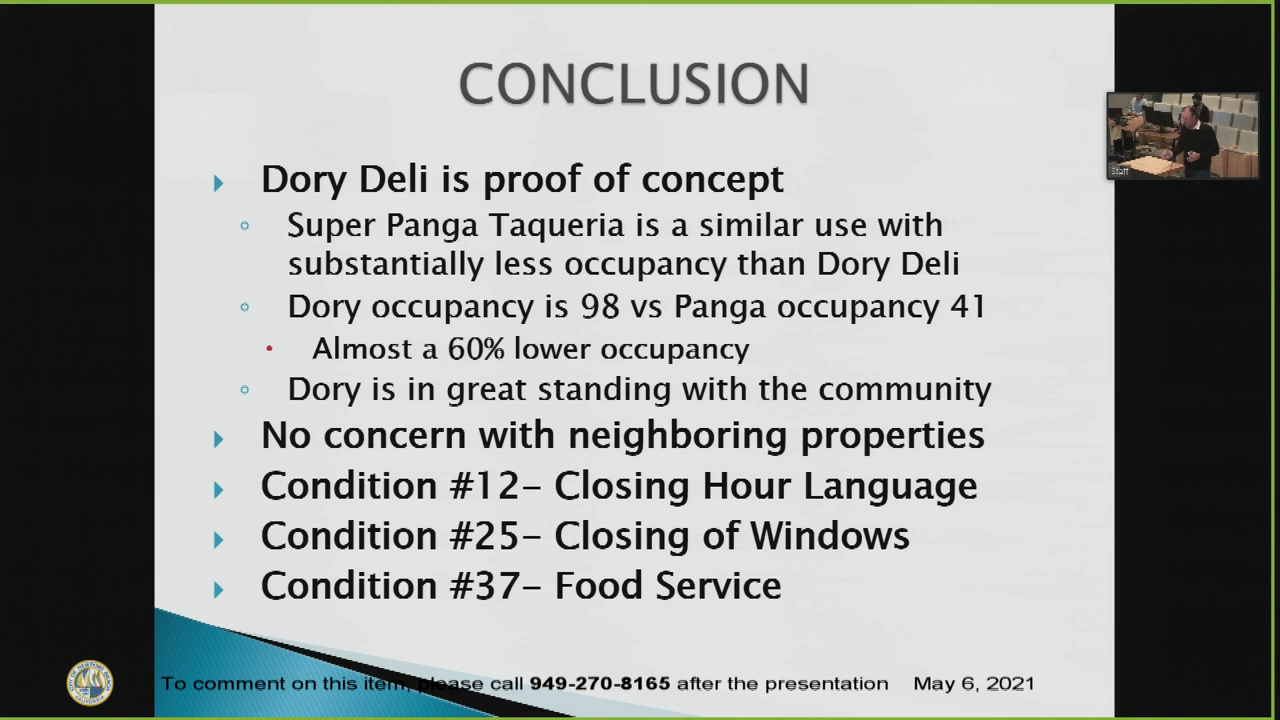 CONCLUSION
Dory Deli is proof of concept
Super Panga Taqueria is a similar use with
substantially less occupancy than Dory Deli
Dory occupancy is 98 vs Panga occupancy 41
Almost a 60% lower occupancy
Dory is in great standing with the community
No concern with neighboring properties
Condition #12– Closing Hour Language
Condition #25– Closing of Windows
Condition #37– Food Service
Staff
To comment on this item, please call 949-270-8165 after the presentation May 6, 2021